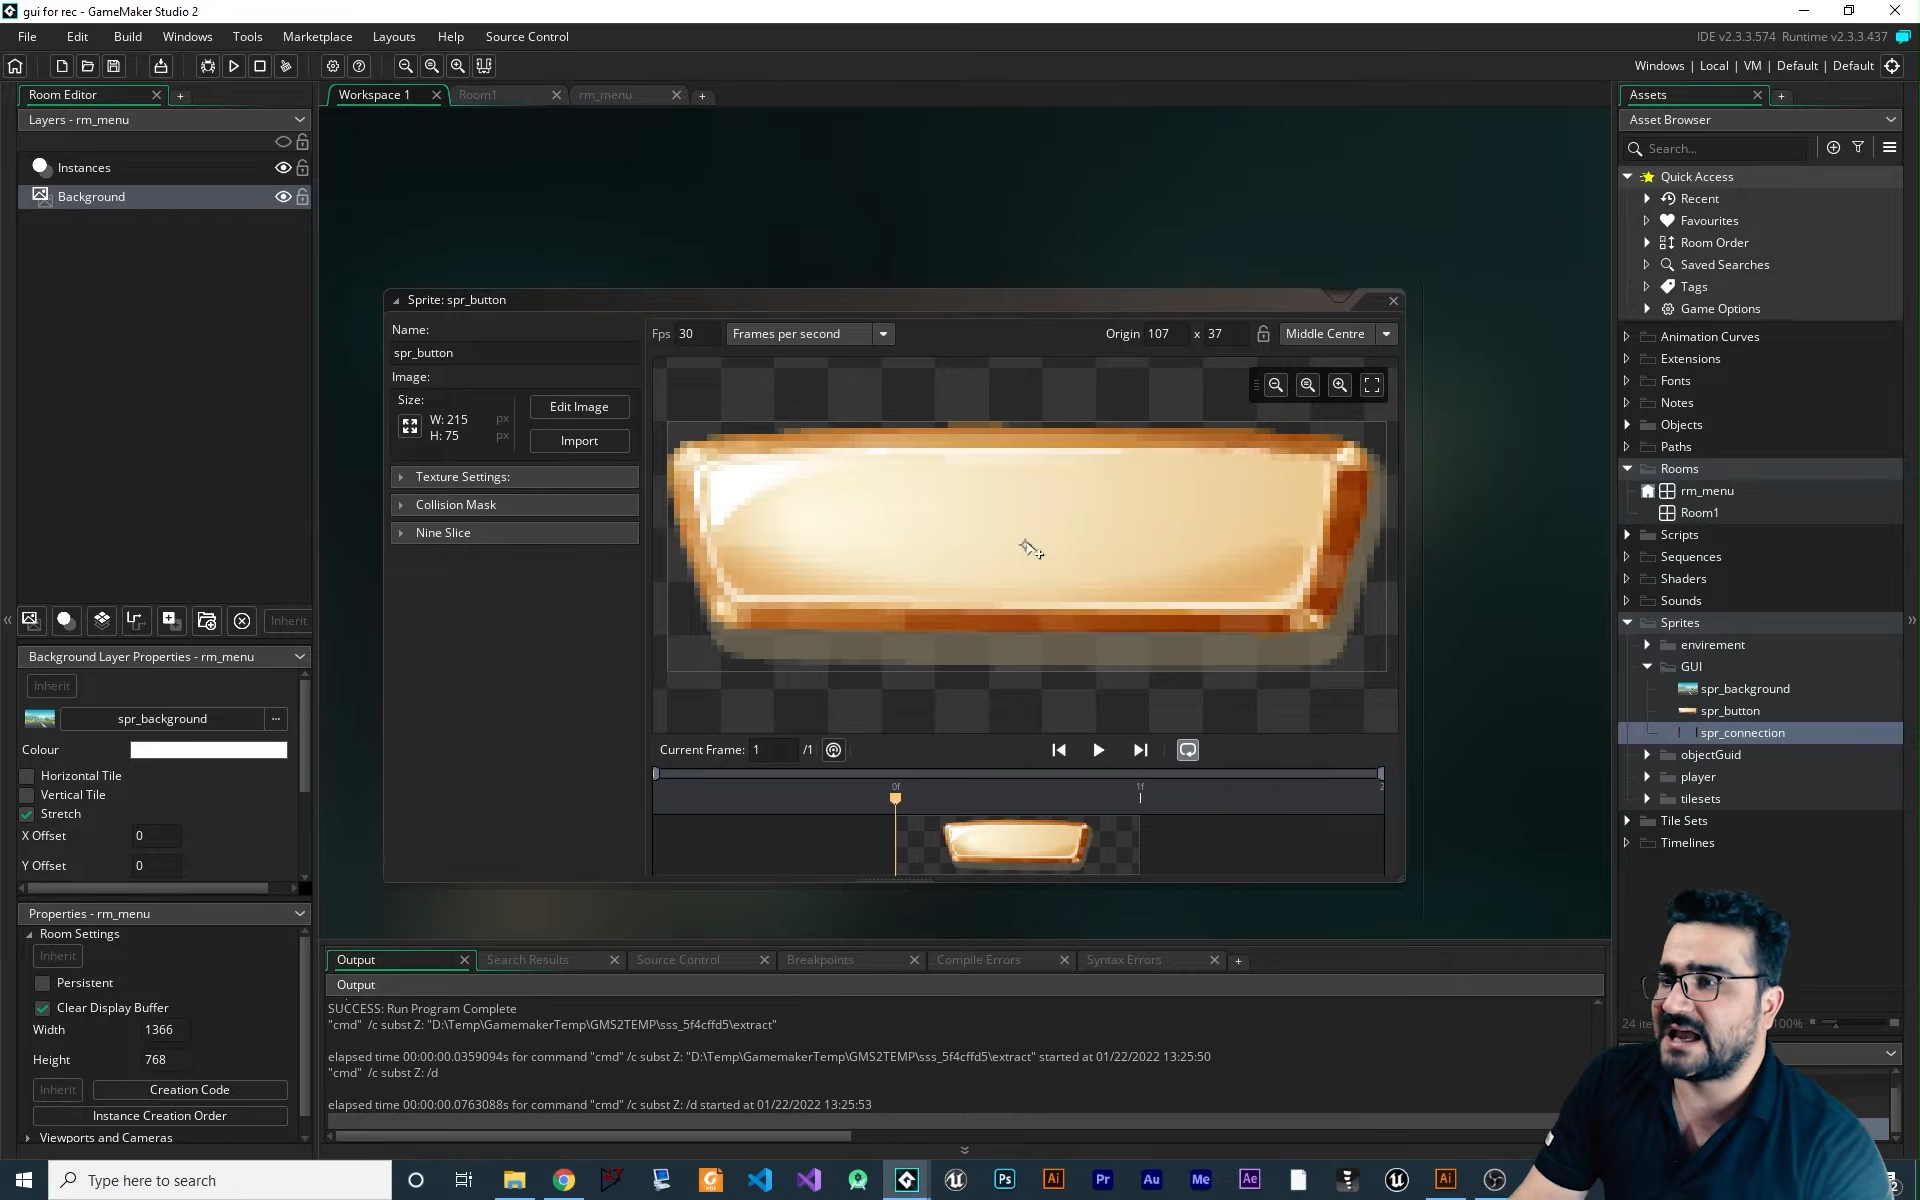 gui for rec - GameMaker Studio 2
File Edit Build Windows Tools Marketplace Layouts Help Source Control
IDE v2.3.3.574 Runtime v2.3.3.437
Windows | Local | VM | Default | Default
Room Editor
Layers - rm_menu
Instances
Background
Inherit
Background Layer Properties - rm_menu
Inherit
spr_background
...
Colour
Horizontal Tile
Vertical Tile
Stretch
X Offset 0
Y Offset 0
Properties - rm_menu
Room Settings
Inherit
Persistent
Clear Display Buffer
Width 1366
Height 768
Inherit Creation Code
Instance Creation Order
Viewports and Cameras
Workspace 1 Room1 rm_menu
Sprite: spr_button
Name:
spr_button
Image:
Size:
W: 215 px
H: 75 px
Edit Image
Import
Texture Settings:
Collision Mask
Nine Slice
Fps 30 Frames per second Origin 107 x 37 Middle Centre
Current Frame: 1 /1
0f 1f 2
Output Search Results Source Control Breakpoints Compile Errors Syntax Errors
Output
SUCCESS: Run Program Complete
"cmd" /c subst Z: "D:\Temp\GamemakerTemp\GMS2TEMP\sss_5f4cffd5\extract"
elapsed time 00:00:00.0359094s for command "cmd" /c subst Z: "D:\Temp\GamemakerTemp\GMS2TEMP\sss_5f4cffd5\extract" started at 01/22/2022 13:25:50
"cmd" /c subst Z: /d
elapsed time 00:00:00.0763088s for command "cmd" /c subst Z: /d started at 01/22/2022 13:25:53
Assets
Asset Browser
Search...
Quick Access
Recent
Favourites
Room Order
Saved Searches
Tags
Game Options
Animation Curves
Extensions
Fonts
Notes
Objects
Paths
Rooms
rm_menu
Room1
Scripts
Sequences
Shaders
Sounds
Sprites
envirement
GUI
spr_background
spr_button
spr_connection
objectGuid
player
tilesets
Tile Sets
Timelines
100%
Type here to search
Ps Ai Pr Au Me Ae Ai